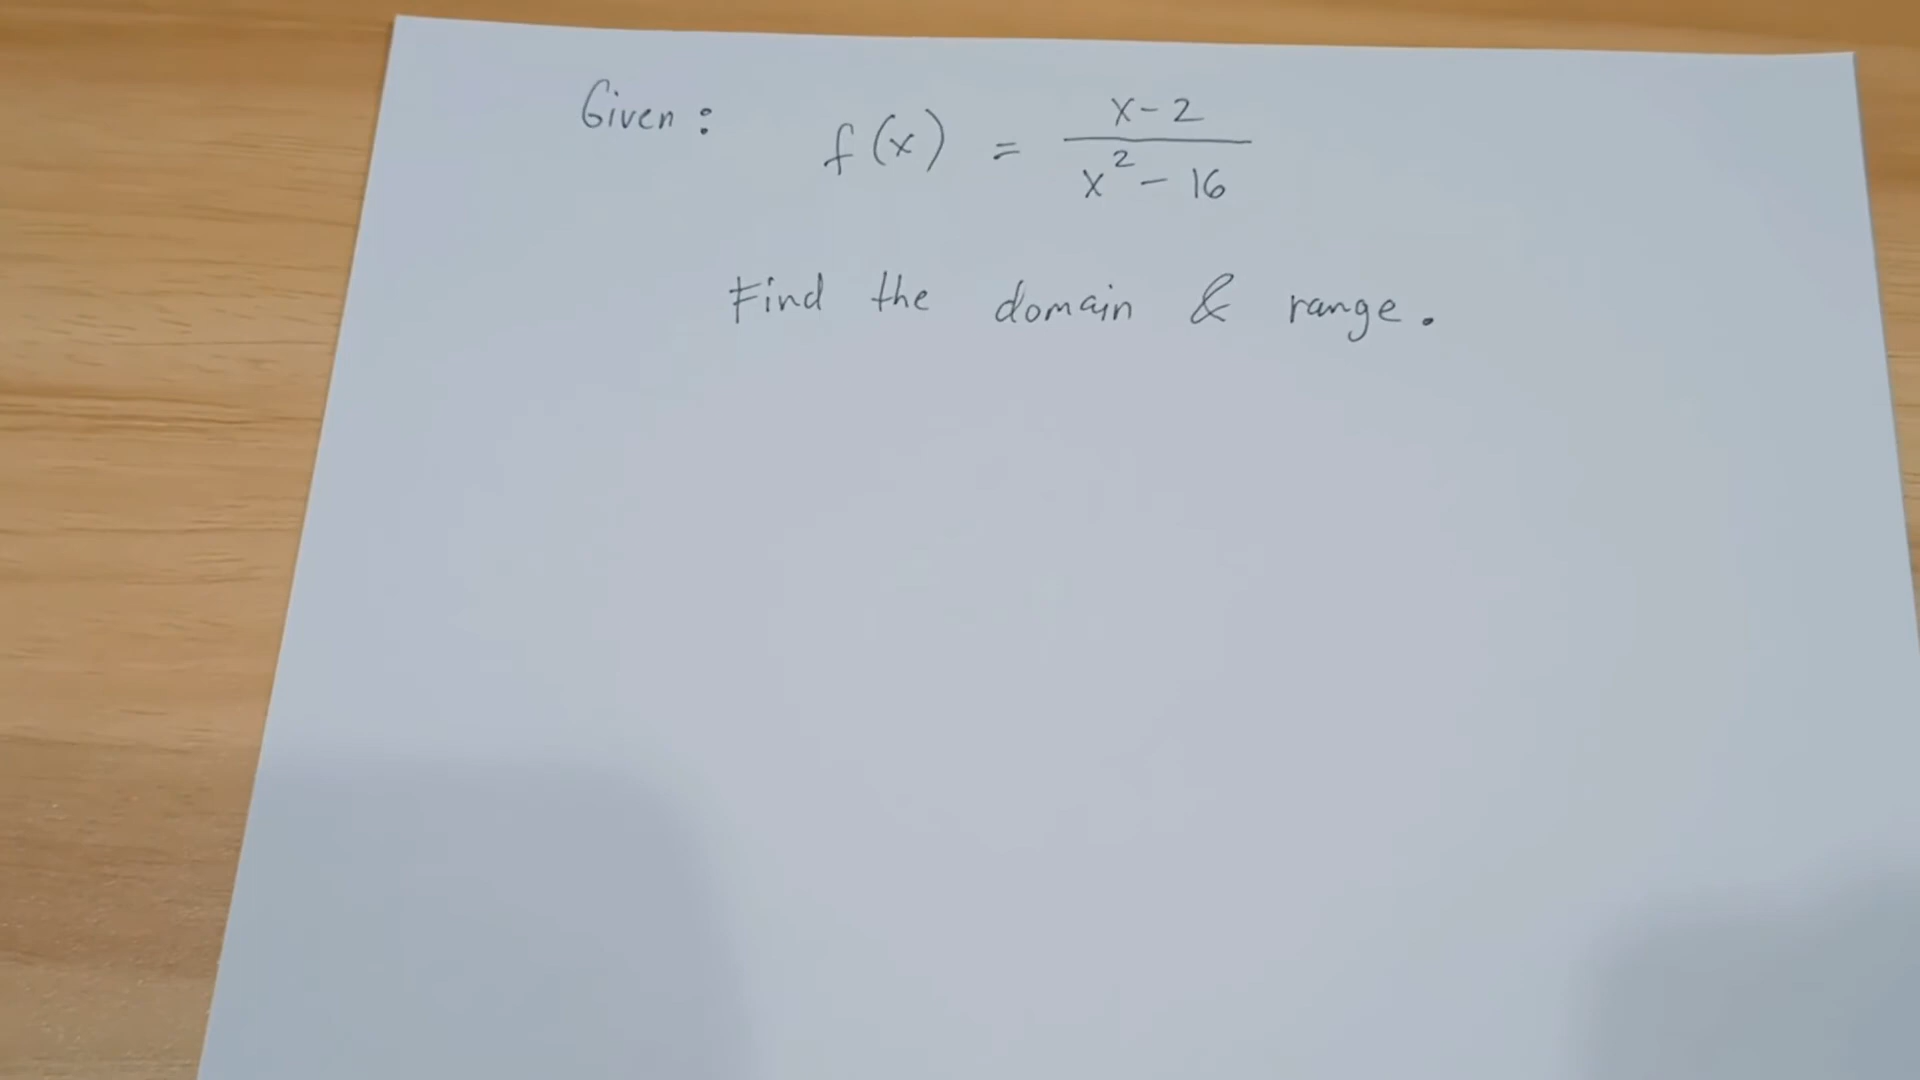 Given : f(x) = x-2 / x² - 16
Find the domain & range.